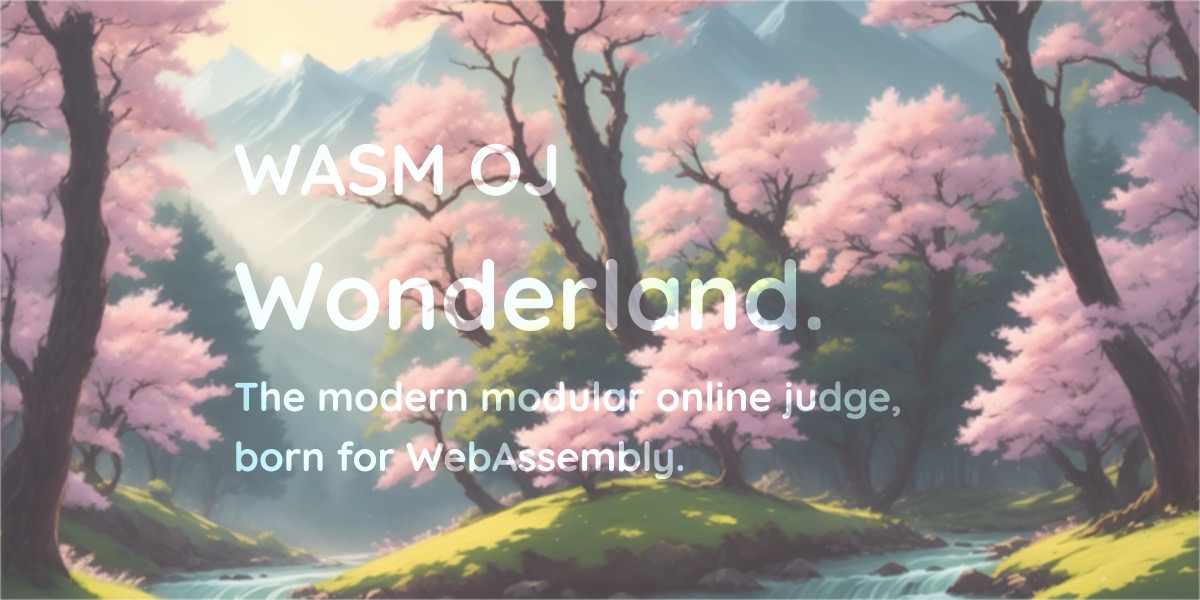 WASM OJ
Wonderland.
The modern modular online judge,
born for WebAssembly.